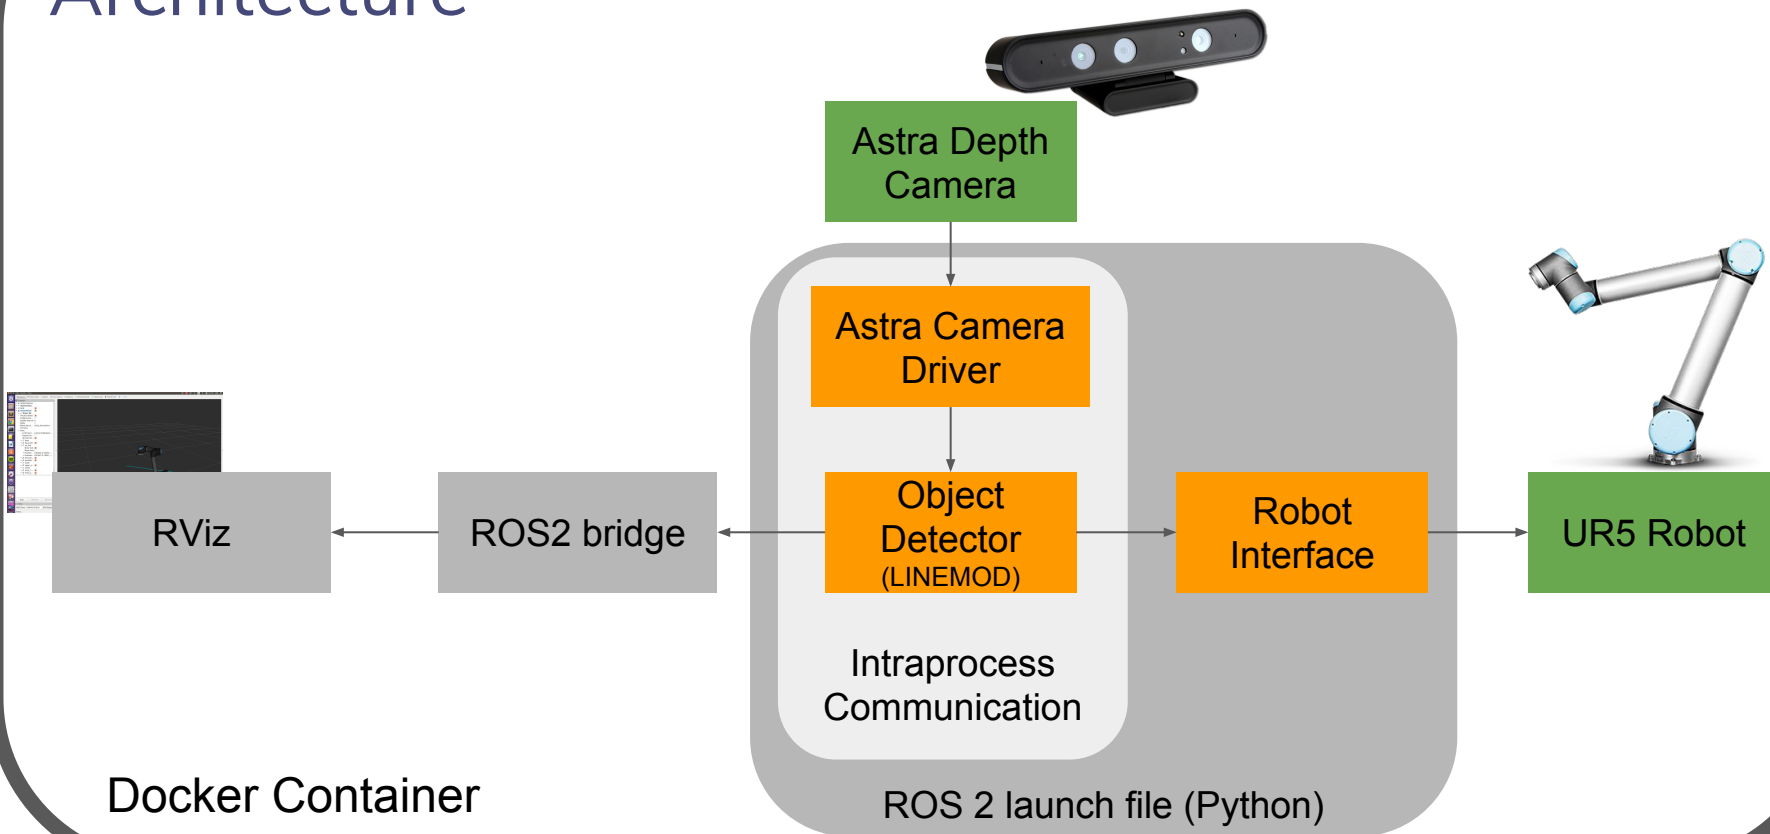 Architecture
Astra Depth
Camera
Astra Camera
Driver
RViz
ROS2 bridge
Object
Detector
(LINEMOD)
Robot
Interface
UR5 Robot
Intraprocess
Communication
Docker Container
ROS 2 launch file (Python)